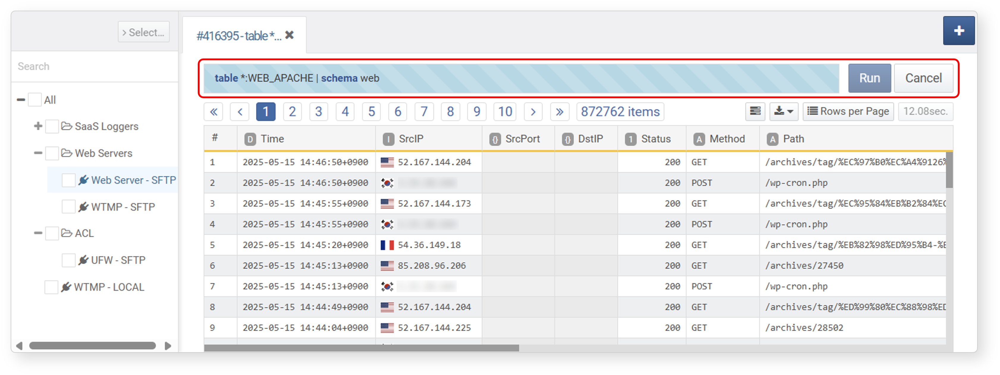 Select...
#416395 - table *...
Search
table *:WEB_APACHE | schema web
Run
Cancel
All
SaaS Loggers
Web Servers
Web Server - SFTP
WTMP - SFTP
ACL
UFW - SFTP
WTMP - LOCAL
« ‹ 1 2 3 4 5 6 7 8 9 10 › » 872762 items
Rows per Page
12.08sec.
# D Time I SrcIP {} SrcPort {} DstIP 1 Status A Method A Path
1 2025-05-15 14:46:50+0900 52.167.144.204 200 GET /archives/tag/%EC%97%B0%EC%A4%9126%
2 2025-05-15 14:46:50+0900 200 POST /wp-cron.php
3 2025-05-15 14:45:55+0900 52.167.144.173 200 GET /archives/tag/%EC%95%84%EB%B2%84%EC
4 2025-05-15 14:45:55+0900 200 POST /wp-cron.php
5 2025-05-15 14:45:20+0900 54.36.149.18 200 GET /archives/tag/%EB%82%98%ED%95%B4-%E
6 2025-05-15 14:45:13+0900 85.208.96.206 200 GET /archives/27450
7 2025-05-15 14:45:13+0900 200 POST /wp-cron.php
8 2025-05-15 14:44:49+0900 52.167.144.204 200 GET /archives/tag/%ED%99%80%EC%88%98%ED
9 2025-05-15 14:44:04+0900 52.167.144.225 200 GET /archives/28502